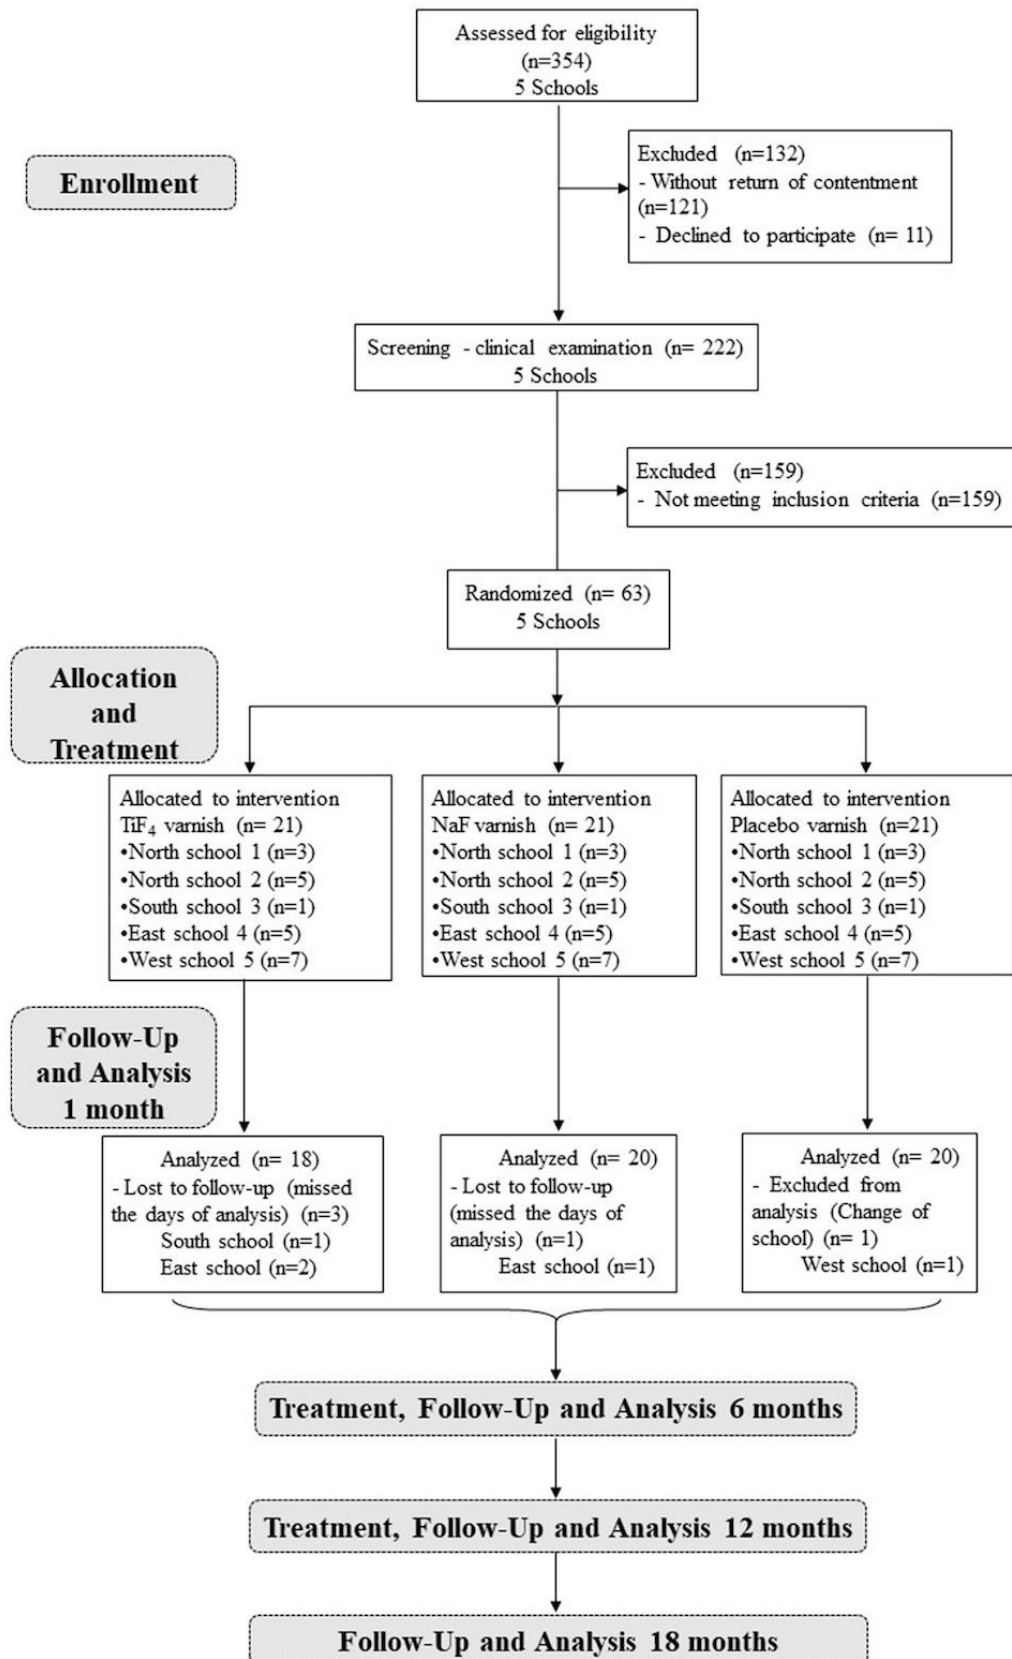 Assessed for eligibility
(n=354)
5 Schools
Enrollment
Excluded (n=132)
- Without return of contentment
(n=121)
- Declined to participate (n= 11)
Screening - clinical examination (n= 222)
5 Schools
Excluded (n=159)
- Not meeting inclusion criteria (n=159)
Randomized (n= 63)
5 Schools
Allocation
and
Treatment
Allocated to intervention
TiF₄ varnish (n= 21)
•North school 1 (n=3)
•North school 2 (n=5)
•South school 3 (n=1)
•East school 4 (n=5)
•West school 5 (n=7)
Allocated to intervention
NaF varnish (n= 21)
•North school 1 (n=3)
•North school 2 (n=5)
•South school 3 (n=1)
•East school 4 (n=5)
•West school 5 (n=7)
Allocated to intervention
Placebo varnish (n=21)
•North school 1 (n=3)
•North school 2 (n=5)
•South school 3 (n=1)
•East school 4 (n=5)
•West school 5 (n=7)
Follow-Up
and Analysis
1 month
Analyzed (n= 18)
- Lost to follow-up (missed
the days of analysis) (n=3)
South school (n=1)
East school (n=2)
Analyzed (n= 20)
- Lost to follow-up
(missed the days of
analysis) (n=1)
East school (n=1)
Analyzed (n= 20)
- Excluded from
analysis (Change of
school) (n= 1)
West school (n=1)
Treatment, Follow-Up and Analysis 6 months
Treatment, Follow-Up and Analysis 12 months
Follow-Up and Analysis 18 months